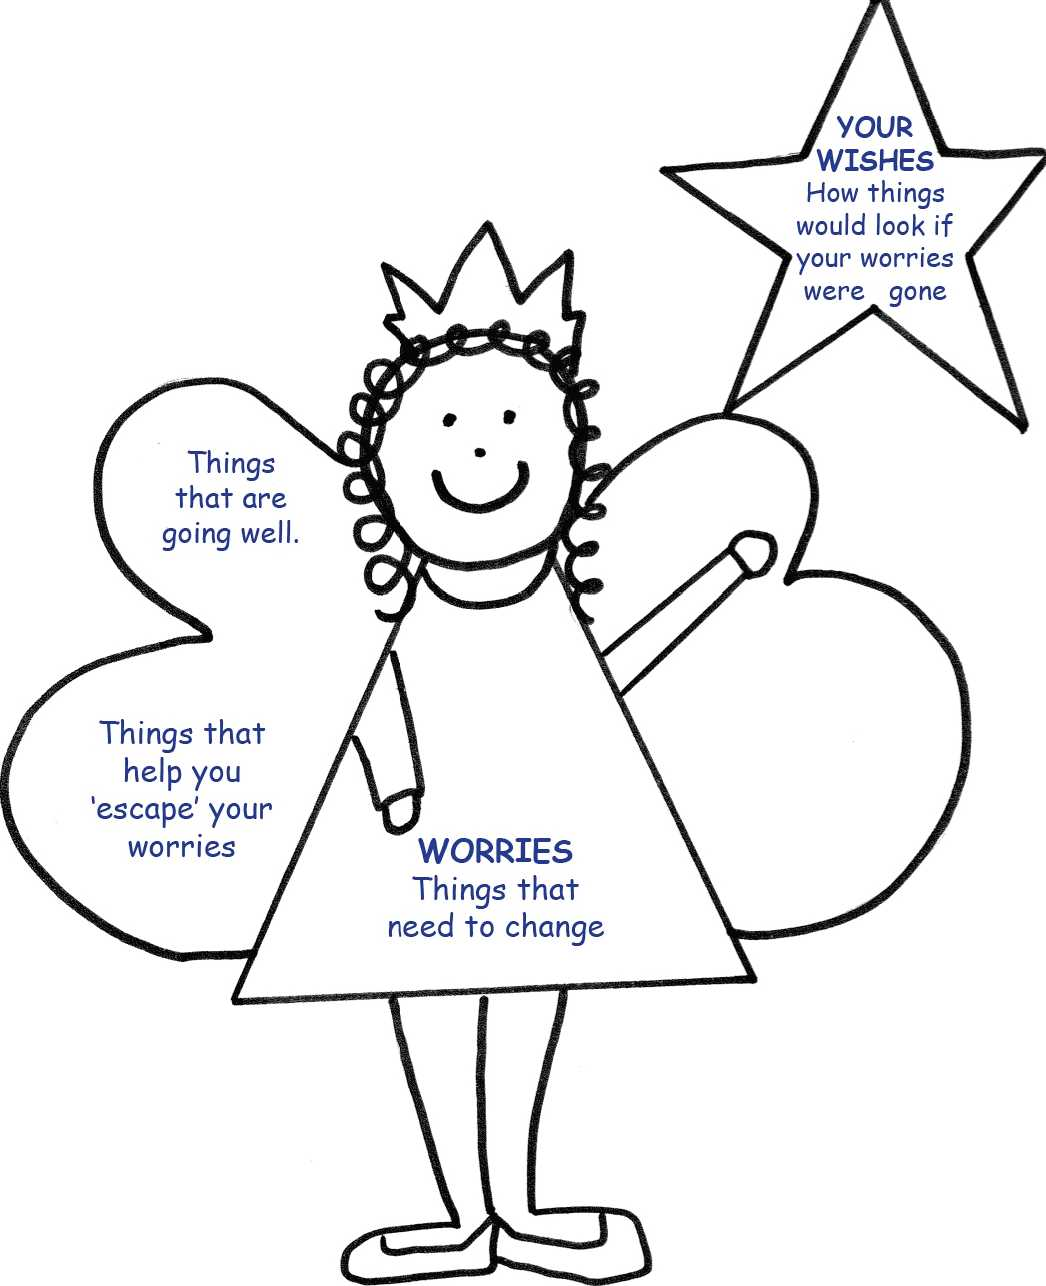 YOUR
WISHES
How things
would look if
your worries
were gone
Things
that are
going well.
Things that
help you
‘escape’ your
worries
WORRIES
Things that
need to change